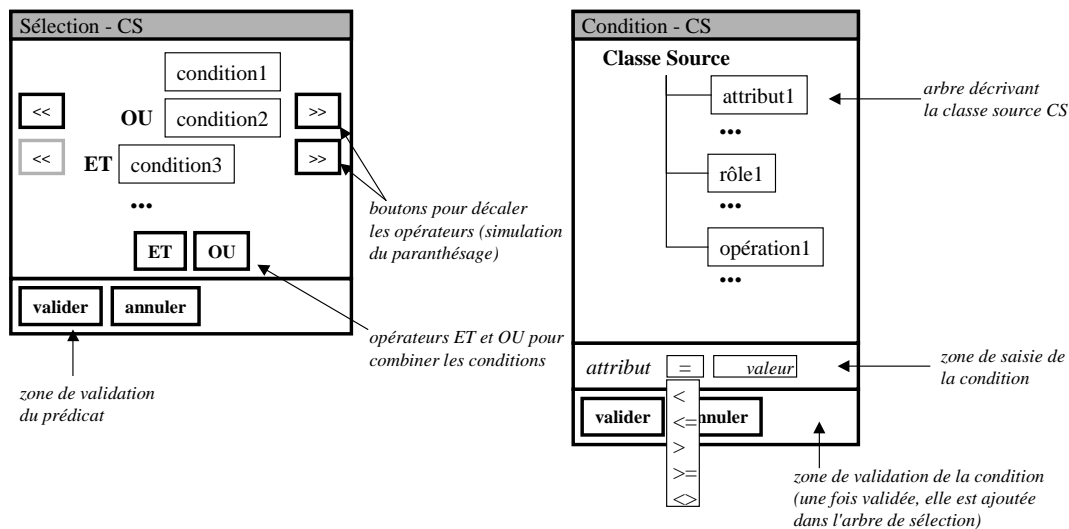 Sélection - CS
condition1
<<
OU
condition2
>>
<<
ET
condition3
>>
•••
ET
OU
valider
annuler
boutons pour décaler
les opérateurs (simulation
du paranthésage)
opérateurs ET et OU pour
combiner les conditions
zone de validation
du prédicat
Condition - CS
Classe Source
attribut1
•••
rôle1
•••
opération1
•••
arbre décrivant
la classe source CS
attribut
=
valeur
zone de saisie de
la condition
<
<=
>
>=
<>
valider
nnuler
zone de validation de la condition
(une fois validée, elle est ajoutée
dans l'arbre de sélection)